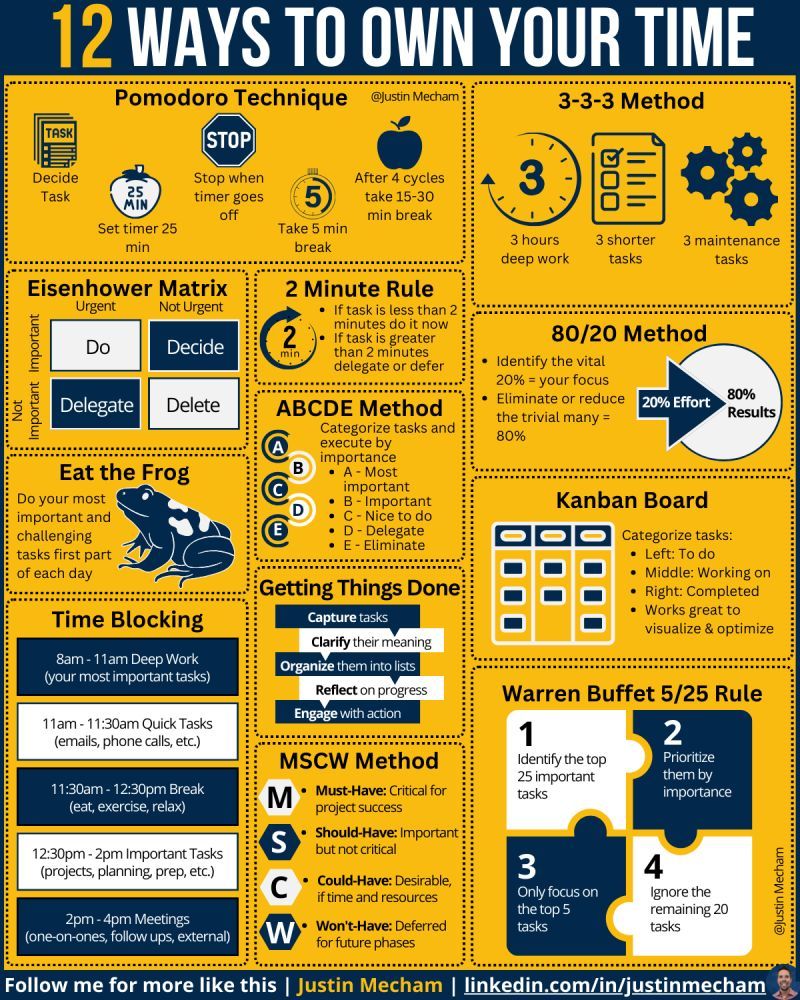 12 WAYS TO OWN YOUR TIME
Pomodoro Technique
@Justin Mecham
TASK
Decide
Task
25
MIN
Set timer 25
min
STOP
Stop when
timer goes
off
5
Take 5 min
break
After 4 cycles
take 15-30
min break
3-3-3 Method
3
3 hours
deep work
3 shorter
tasks
3 maintenance
tasks
Eisenhower Matrix
Urgent
Not Urgent
Important
Do
Decide
Not
Important
Delegate
Delete
2 Minute Rule
2
min
• If task is less than 2
minutes do it now
• If task is greater
than 2 minutes
delegate or defer
80/20 Method
• Identify the vital
20% = your focus
• Eliminate or reduce
the trivial many =
80%
20% Effort
80%
Results
ABCDE Method
A
B
C
D
E
Categorize tasks and
execute by
importance
• A - Most
important
• B - Important
• C - Nice to do
• D - Delegate
• E - Eliminate
Eat the Frog
Do your most
important and
challenging
tasks first part
of each day
Kanban Board
Categorize tasks:
• Left: To do
• Middle: Working on
• Right: Completed
• Works great to
visualize & optimize
Getting Things Done
Capture tasks
Clarify their meaning
Organize them into lists
Reflect on progress
Engage with action
Time Blocking
8am - 11am Deep Work
(your most important tasks)
11am - 11:30am Quick Tasks
(emails, phone calls, etc.)
11:30am - 12:30pm Break
(eat, exercise, relax)
12:30pm - 2pm Important Tasks
(projects, planning, prep, etc.)
2pm - 4pm Meetings
(one-on-ones, follow ups, external)
MSCW Method
M
• Must-Have: Critical for
project success
S
• Should-Have: Important
but not critical
C
• Could-Have: Desirable,
if time and resources
W
• Won't-Have: Deferred
for future phases
Warren Buffet 5/25 Rule
1
Identify the top
25 important
tasks
2
Prioritize
them by
importance
3
Only focus on
the top 5
tasks
4
Ignore the
remaining 20
tasks
@Justin Mecham
Follow me for more like this | Justin Mecham | linkedin.com/in/justinmecham